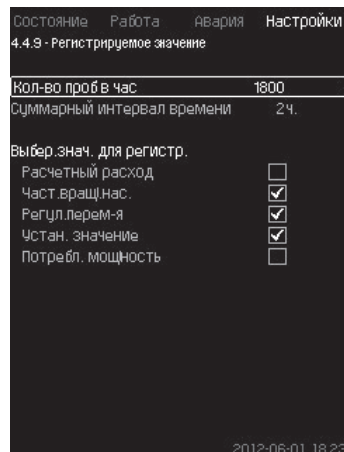 Состояние Работа Авария Настройки
4.4.9 - Регистрируемое значение
Кол-во проб в час 1800
Суммарный интервал времени 2ч.
Выбер.знач. для регистр.
Расчетный расход
Част.вращ.нас.
Регул.перем-я
Устан. значение
Потребл. мощность
2012-06-01 18:23